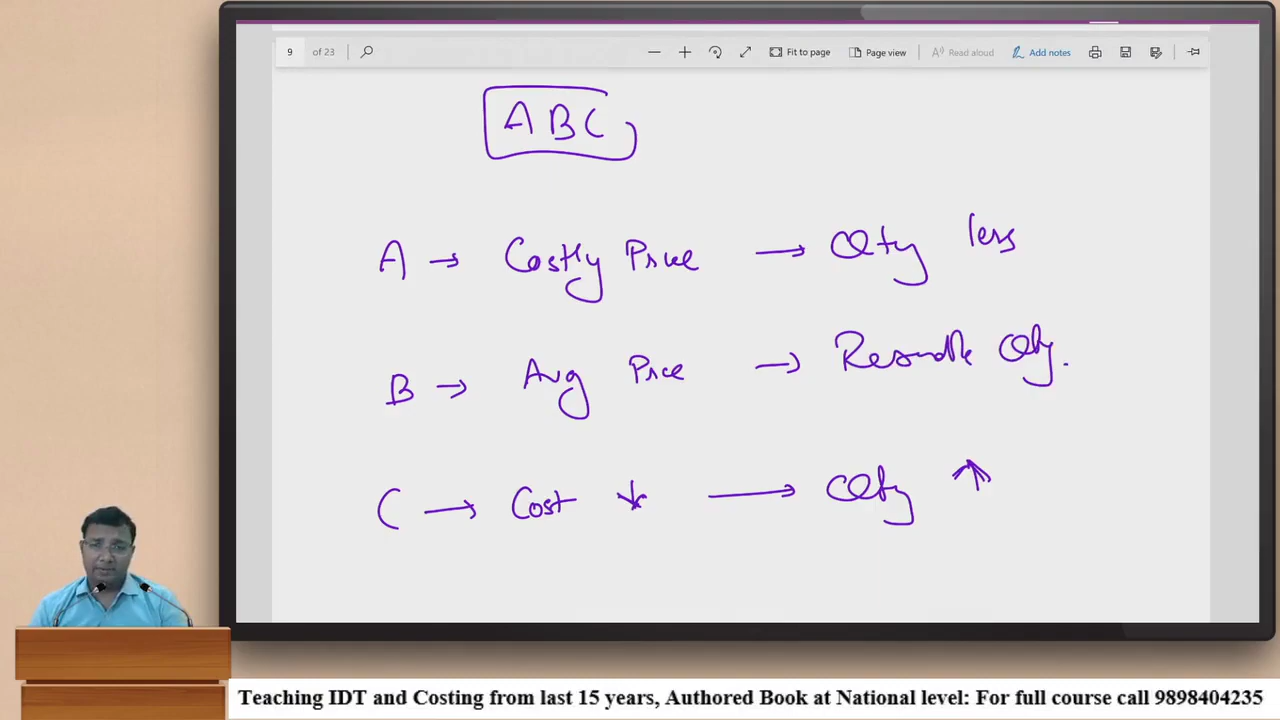 9 of 23 Fit to page Page view Read aloud Add notes
ABC
A → Costly Price → Qty less
B → Avg Price → Qty.
C → Cost ↓ → Qty ↑
Teaching IDT and Costing from last 15 years, Authored Book at National level: For full course call 9898404235